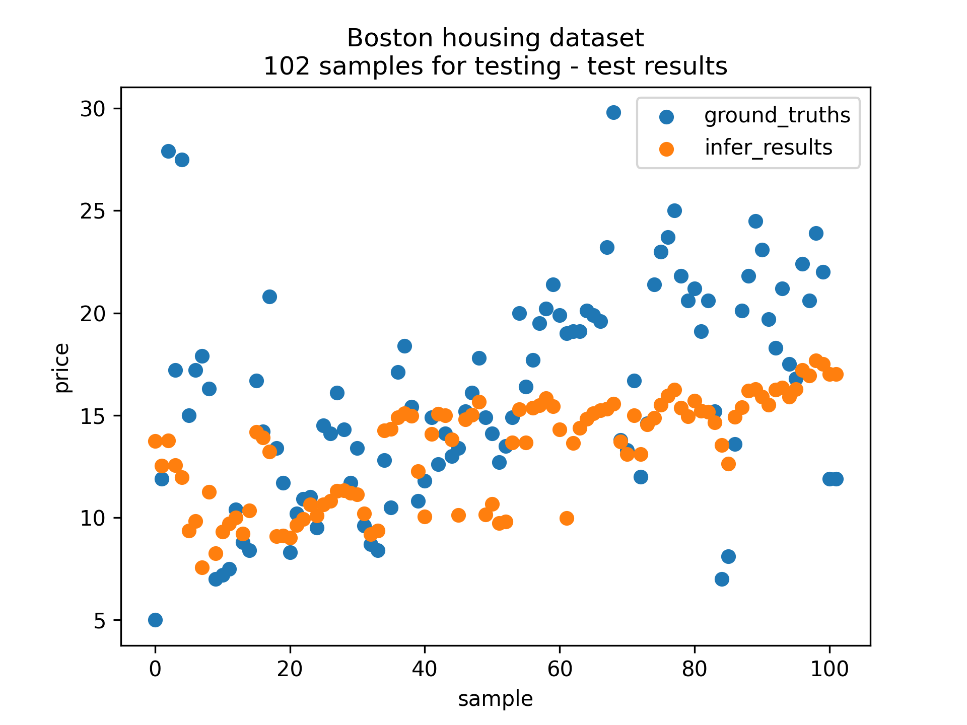 Boston housing dataset
102 samples for testing - test results
ground_truths
infer_results
30
25
20
15
10
5
price
0 20 40 60 80 100
sample